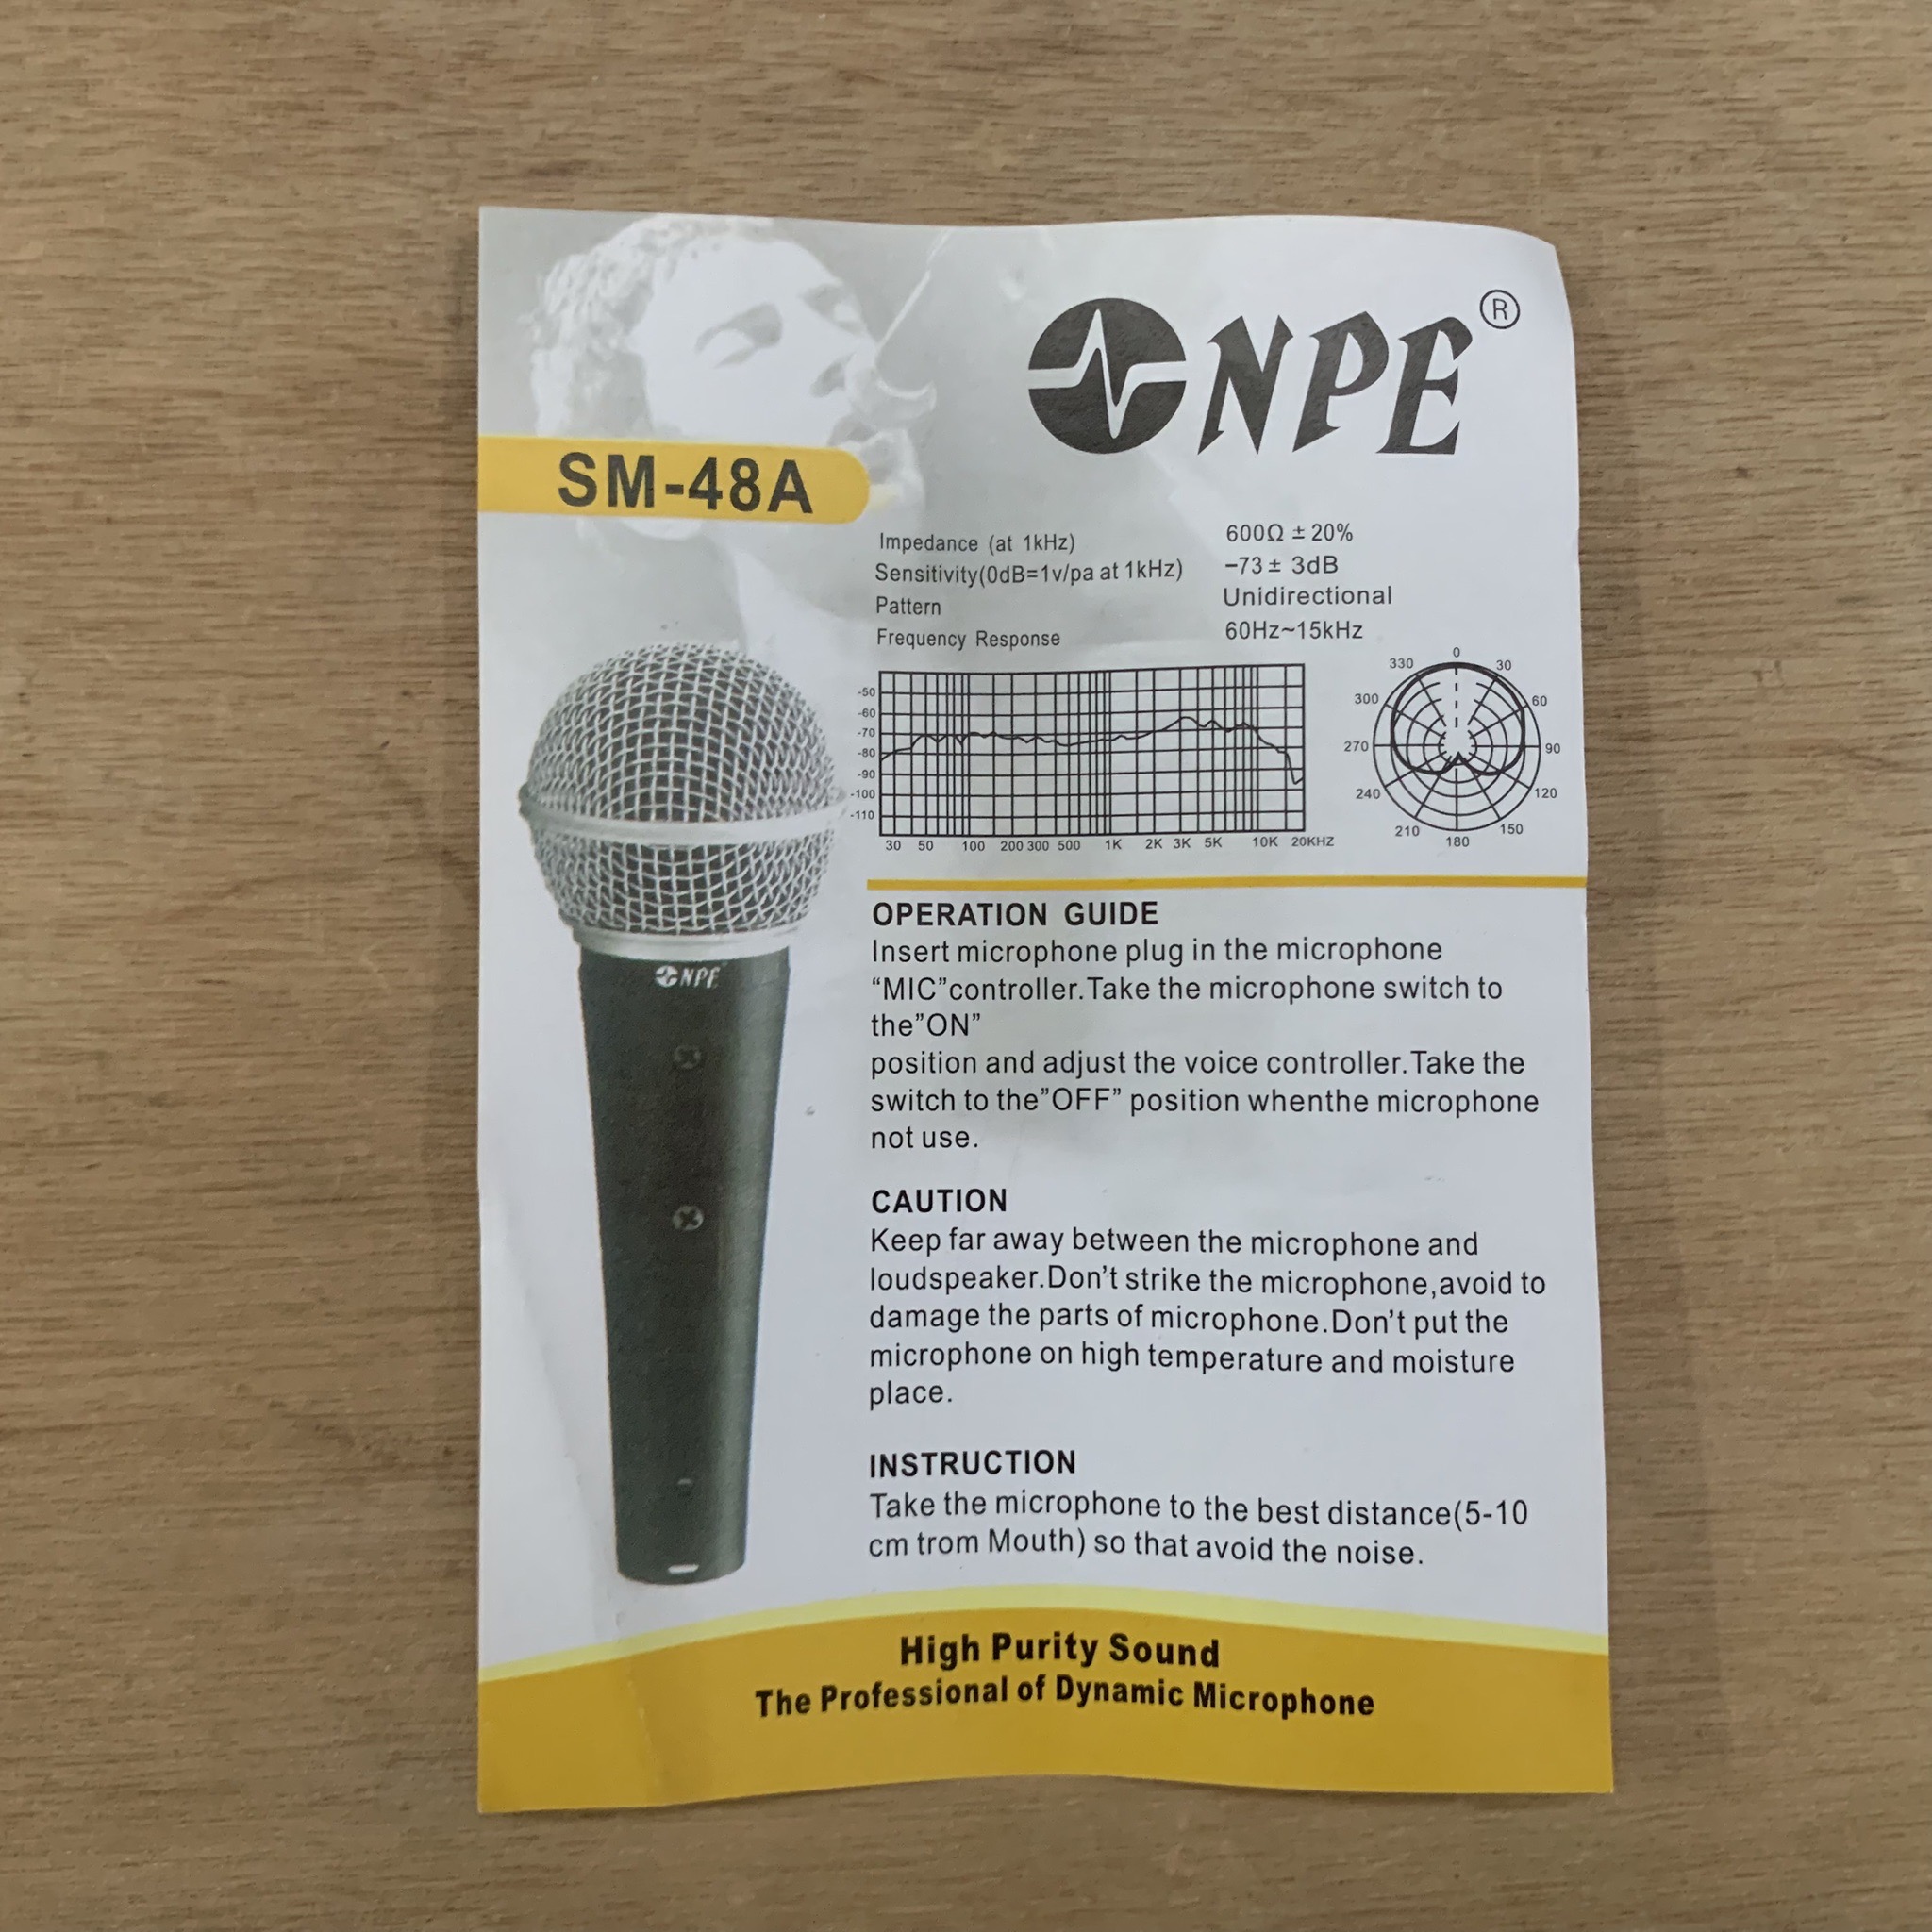 NPE®
SM-48A
Impedance (at 1kHz) 600Ω ± 20%
Sensitivity(0dB=1v/pa at 1kHz) -73 ± 3dB
Pattern Unidirectional
Frequency Response 60Hz~15kHz
-50
-60
-70
-80
-90
-100
-110
30 50 100 200 300 500 1K 2K 3K 5K 10K 20KHZ
0
30
60
90
120
150
180
210
240
270
300
330
NPE
OPERATION GUIDE
Insert microphone plug in the microphone
“MIC”controller.Take the microphone switch to
the”ON”
position and adjust the voice controller.Take the
switch to the”OFF” position whenthe microphone
not use.
CAUTION
Keep far away between the microphone and
loudspeaker.Don’t strike the microphone,avoid to
damage the parts of microphone.Don’t put the
microphone on high temperature and moisture
place.
INSTRUCTION
Take the microphone to the best distance(5-10
cm trom Mouth) so that avoid the noise.
High Purity Sound
The Professional of Dynamic Microphone